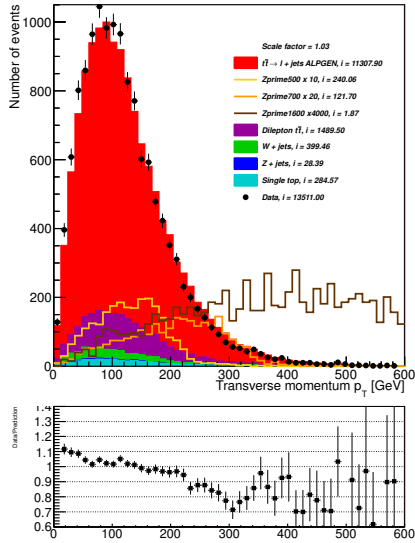 Number of events
1000
800
600
400
200
0
Scale factor = 1.03
tt̄ → l + jets ALPGEN, i = 11307.90
Zprime500 x 10, i = 240.06
Zprime700 x 20, i = 121.70
Zprime1600 x4000, i = 1.87
Dilepton tt̄, i = 1489.50
W + jets, i = 399.46
Z + jets, i = 28.39
Single top, i = 284.57
Data, i = 13511.00
0 100 200 300 400 500 600
Transverse momentum p_T [GeV]
Data/Prediction
1.4
1.3
1.2
1.1
1
0.9
0.8
0.7
0.6
0 100 200 300 400 500 600